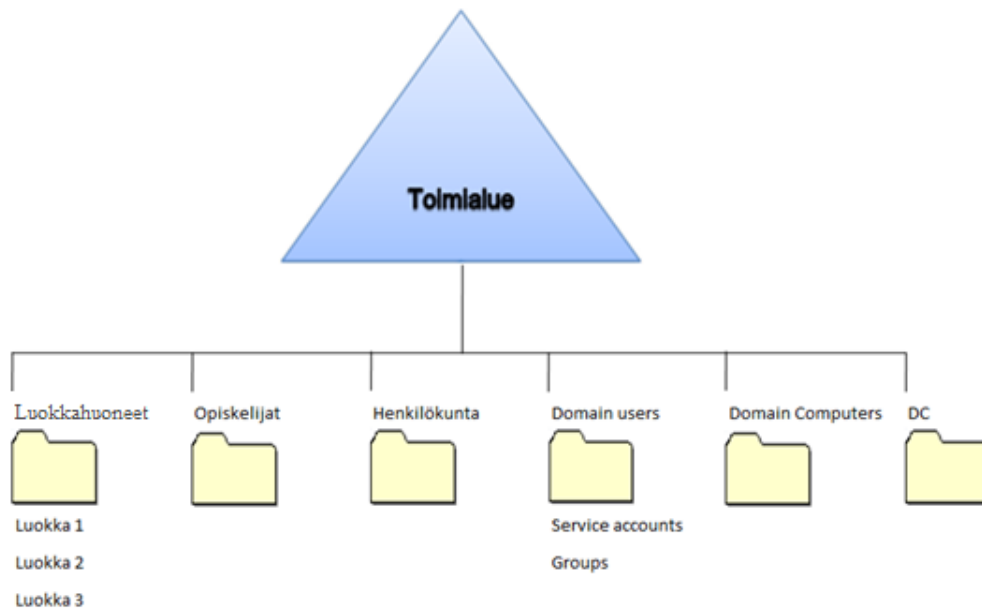 Toimialue
Luokkahuoneet Opiskelijat Henkilökunta Domain users Domain Computers DC
Luokka 1 Service accounts
Luokka 2 Groups
Luokka 3